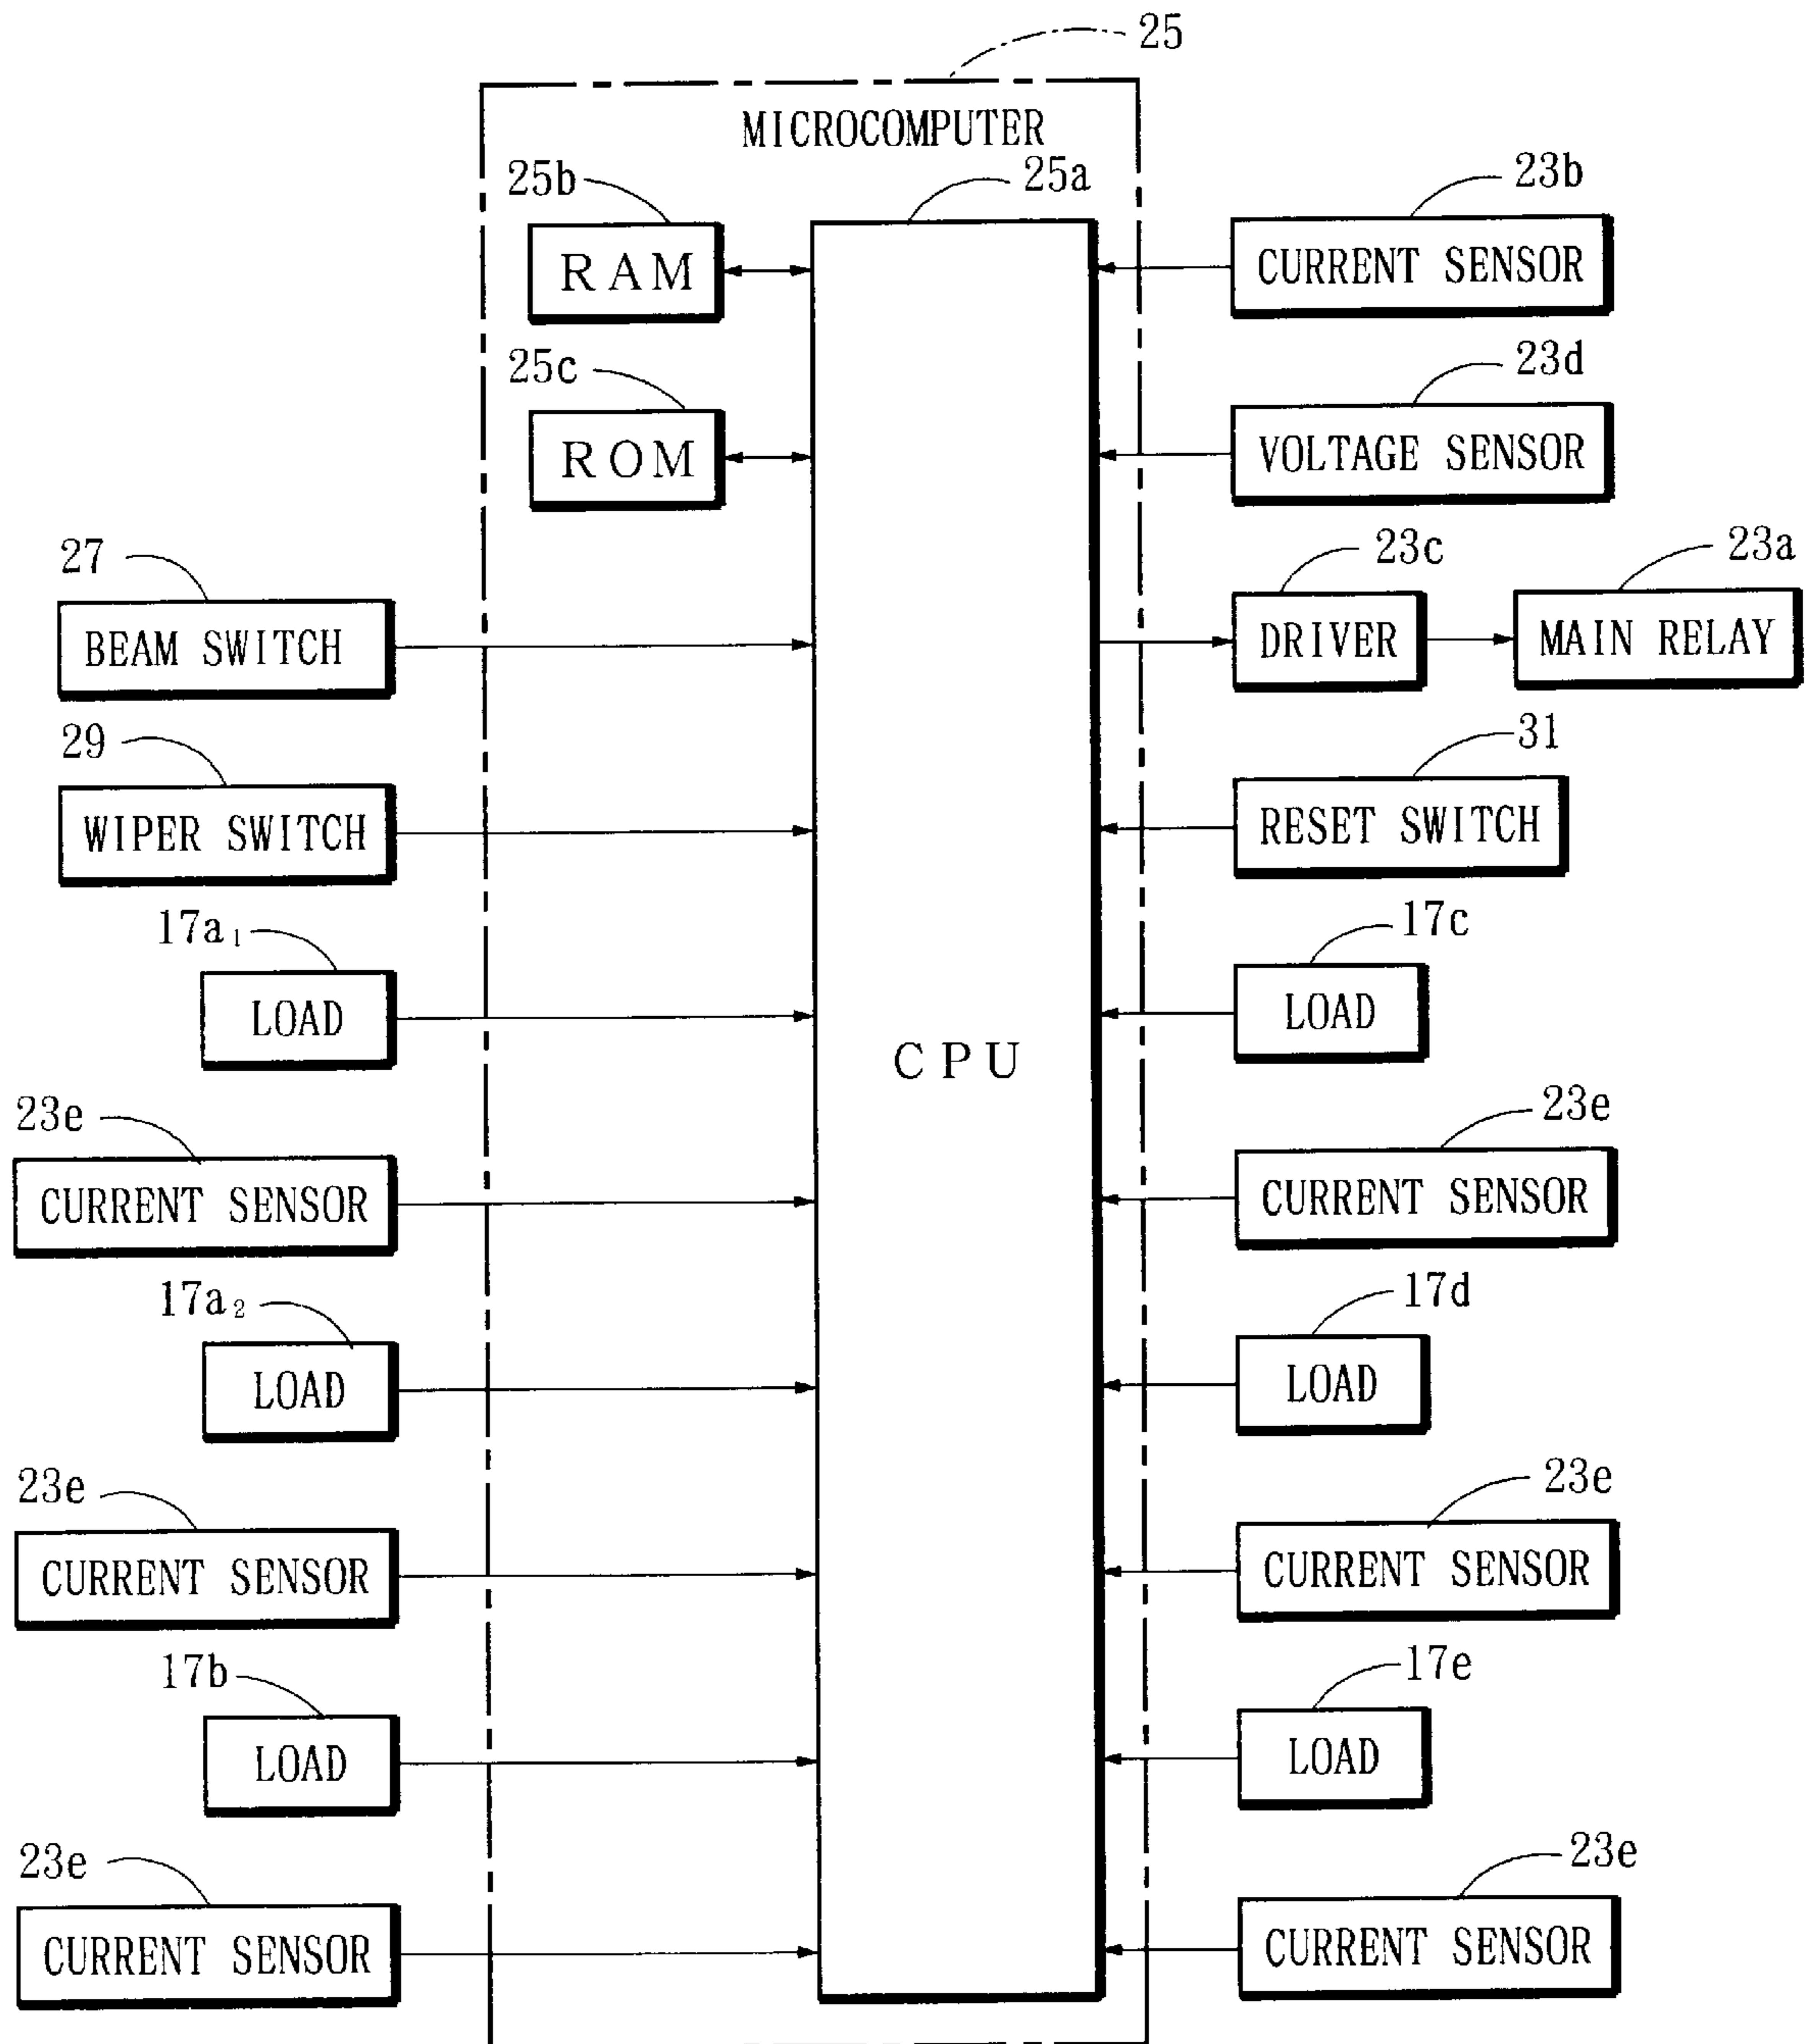 25
MICROCOMPUTER
25b
25a
23b
RAM
CURRENT SENSOR
25c
23d
ROM
VOLTAGE SENSOR
27
23c
23a
BEAM SWITCH
DRIVER
MAIN RELAY
29
31
WIPER SWITCH
RESET SWITCH
17a₁
17c
LOAD
LOAD
CPU
23e
23e
CURRENT SENSOR
CURRENT SENSOR
17a₂
17d
LOAD
LOAD
23e
23e
CURRENT SENSOR
CURRENT SENSOR
17b
17e
LOAD
LOAD
23e
23e
CURRENT SENSOR
CURRENT SENSOR